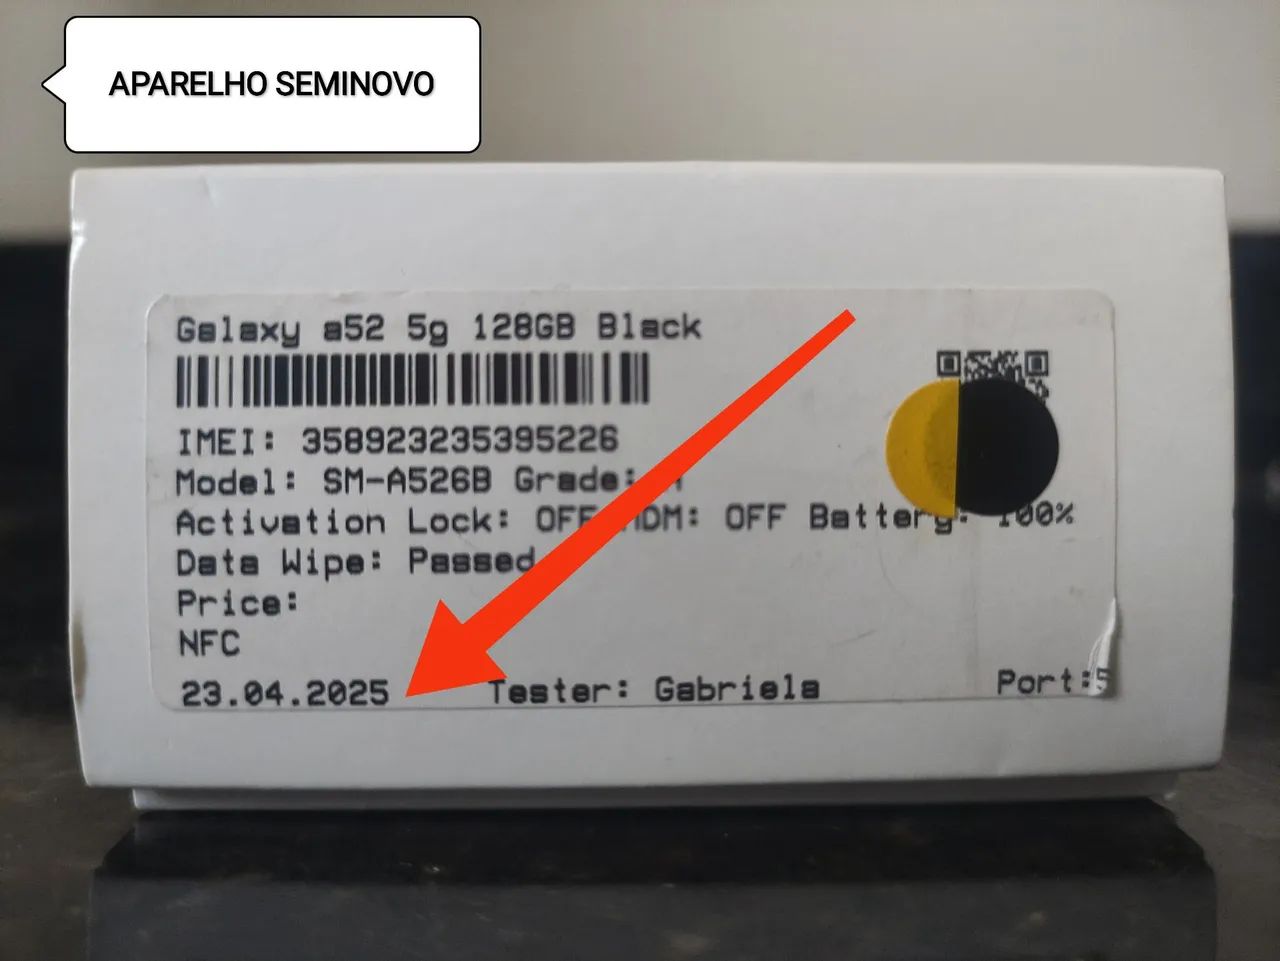 APARELHO SEMINOVO
Galaxy a52 5g 128GB Black
IMEI: 358923235395226
Model: SM-A526B Grade:
Activation Lock: OFF MDM: OFF Battery: 100%
Data Wipe: Passed
Price:
NFC
23.04.2025 Tester: Gabriela Port:5